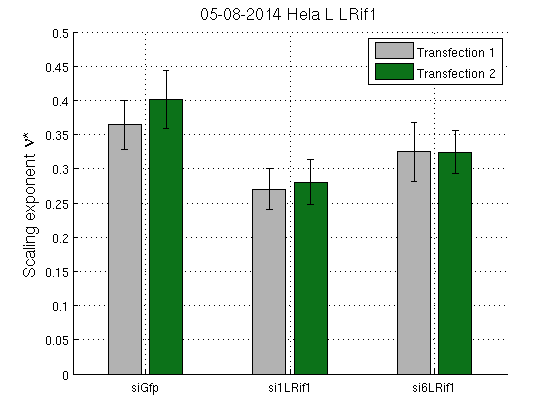 05-08-2014 Hela L LRif1
Transfection 1
Transfection 2
Scaling exponent ν*
0.5
0.45
0.4
0.35
0.3
0.25
0.2
0.15
0.1
0.05
0
siGfp
si1LRif1
si6LRif1